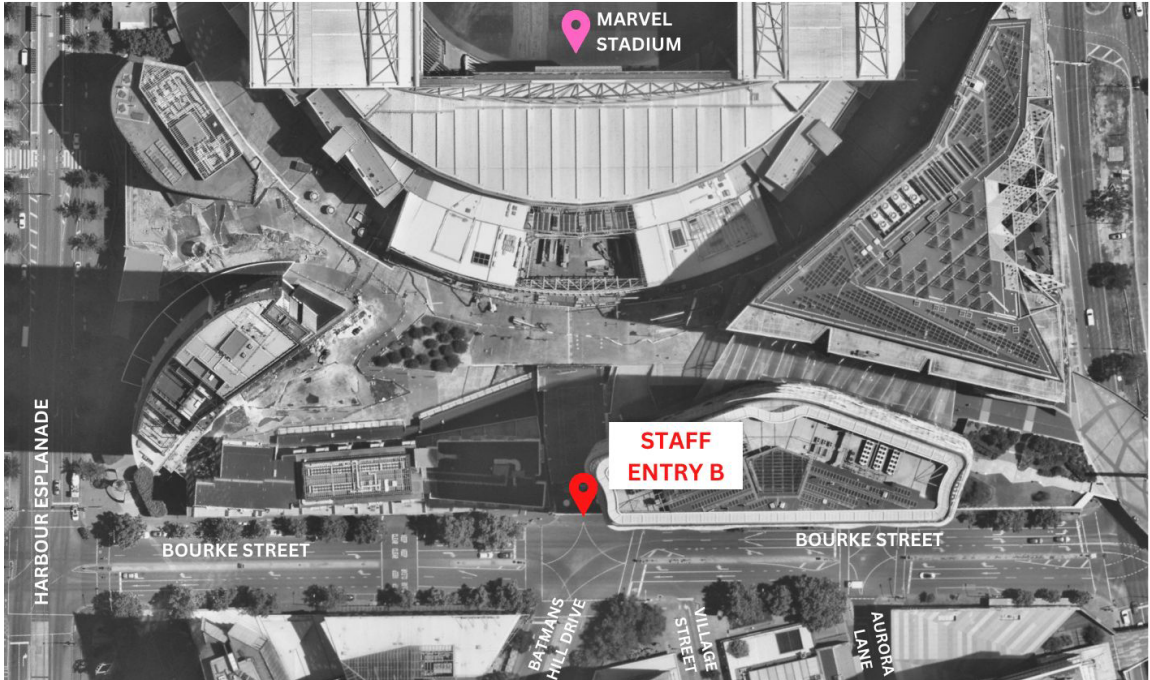 MARVEL
STADIUM
STAFF
ENTRY B
HARBOUR ESPLANADE
BOURKE STREET
BOURKE STREET
BATMANS
HILL DRIVE
VILLAGE
STREET
AURORA
LANE